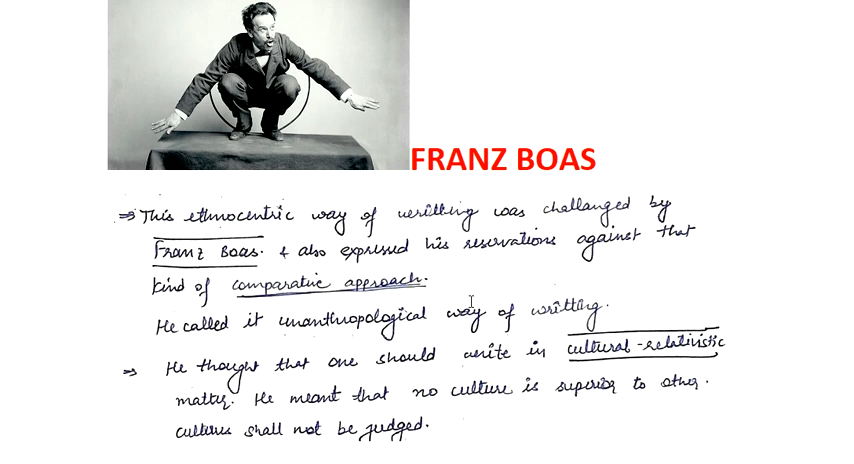 FRANZ BOAS
⇒ This ethnocentric way of writting was challanged by
Franz Boas. & also expressed his reservations against that
kind of comparative approach.
He called it unanthropological way of writting.
⇒ He thought that one should write in cultural-relativistic
matter. He meant that no culture is superior to other.
cultures shall not be judged.